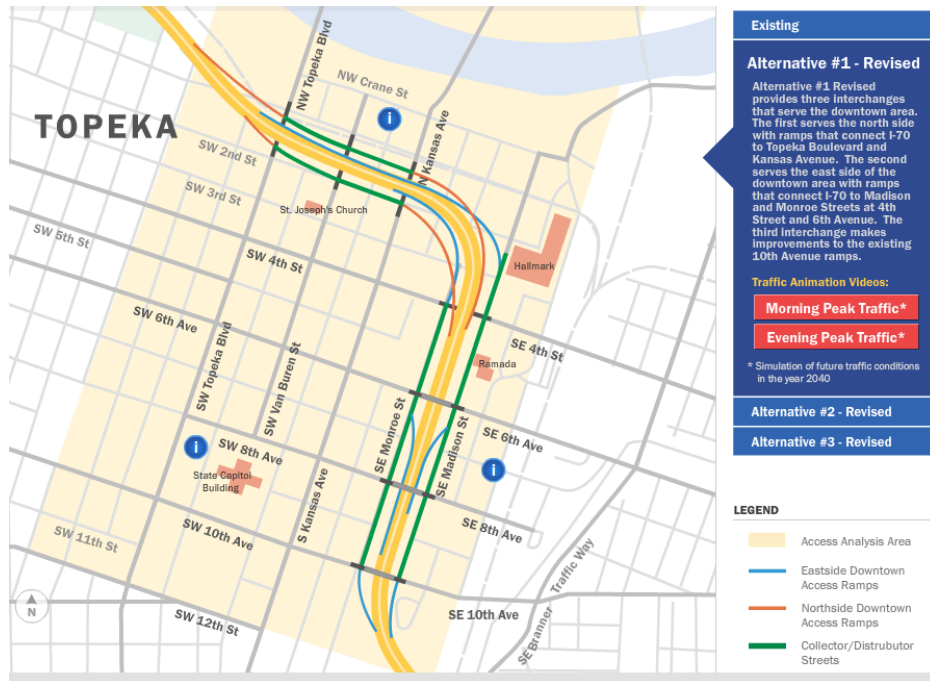 TOPEKA
NW Topeka Blvd
NW Crane St
i
N Kansas Ave
SW 2nd St
SW 3rd St
St. Joseph's Church
SW 5th St
SW 4th St
Hallmark
SW 6th Ave
SE 4th St
Ramada
SW Topeka Blvd
SW Van Buren St
SE Monroe St
SE Madison St
SE 6th Ave
i
SW 8th Ave
i
State Capitol
Building
S Kansas Ave
SE 8th Ave
SW 10th Ave
SW 11th St
SE Branner Traffic Way
N
SW 12th St
SE 10th Ave
Existing
Alternative #1 - Revised
Alternative #1 Revised
provides three interchanges
that serve the downtown area.
The first serves the north side
with ramps that connect I-70
to Topeka Boulevard and
Kansas Avenue. The second
serves the east side of the
downtown area with ramps
that connect I-70 to Madison
and Monroe Streets at 4th
Street and 6th Avenue. The
third interchange makes
improvements to the existing
10th Avenue ramps.
Traffic Animation Videos:
Morning Peak Traffic*
Evening Peak Traffic*
* Simulation of future traffic conditions
in the year 2040
Alternative #2 - Revised
Alternative #3 - Revised
LEGEND
Access Analysis Area
Eastside Downtown
Access Ramps
Northside Downtown
Access Ramps
Collector/Distrubutor
Streets